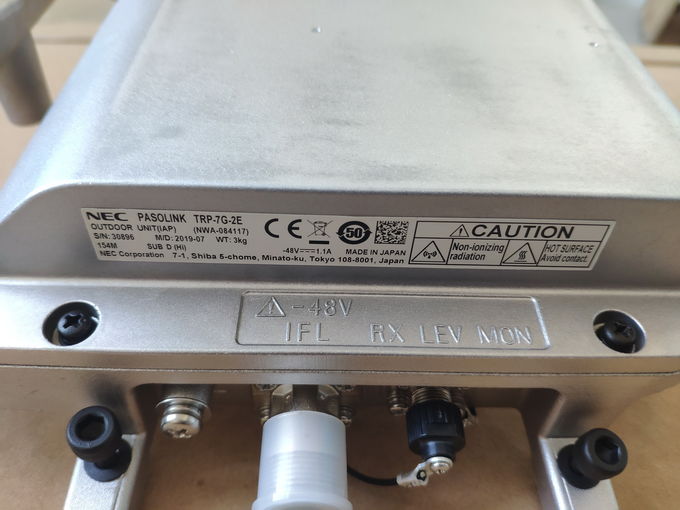 NEC PASOLINK TRP-7G-2E
OUTDOOR UNIT(IAP) (NWA-084117)
S/N: 30896 M/D: 2019-07 WT: 3kg
154M SUB D (HI)
NEC Corporation 7-1, Shiba 5-chome, Minato-ku, Tokyo 108-8001, Japan
CE 50
-48V 1.1A MADE IN JAPAN
CAUTION
Non-ionizing radiation
HOT SURFACE
Avoid contact.
-48V
IFL RX LEV MON